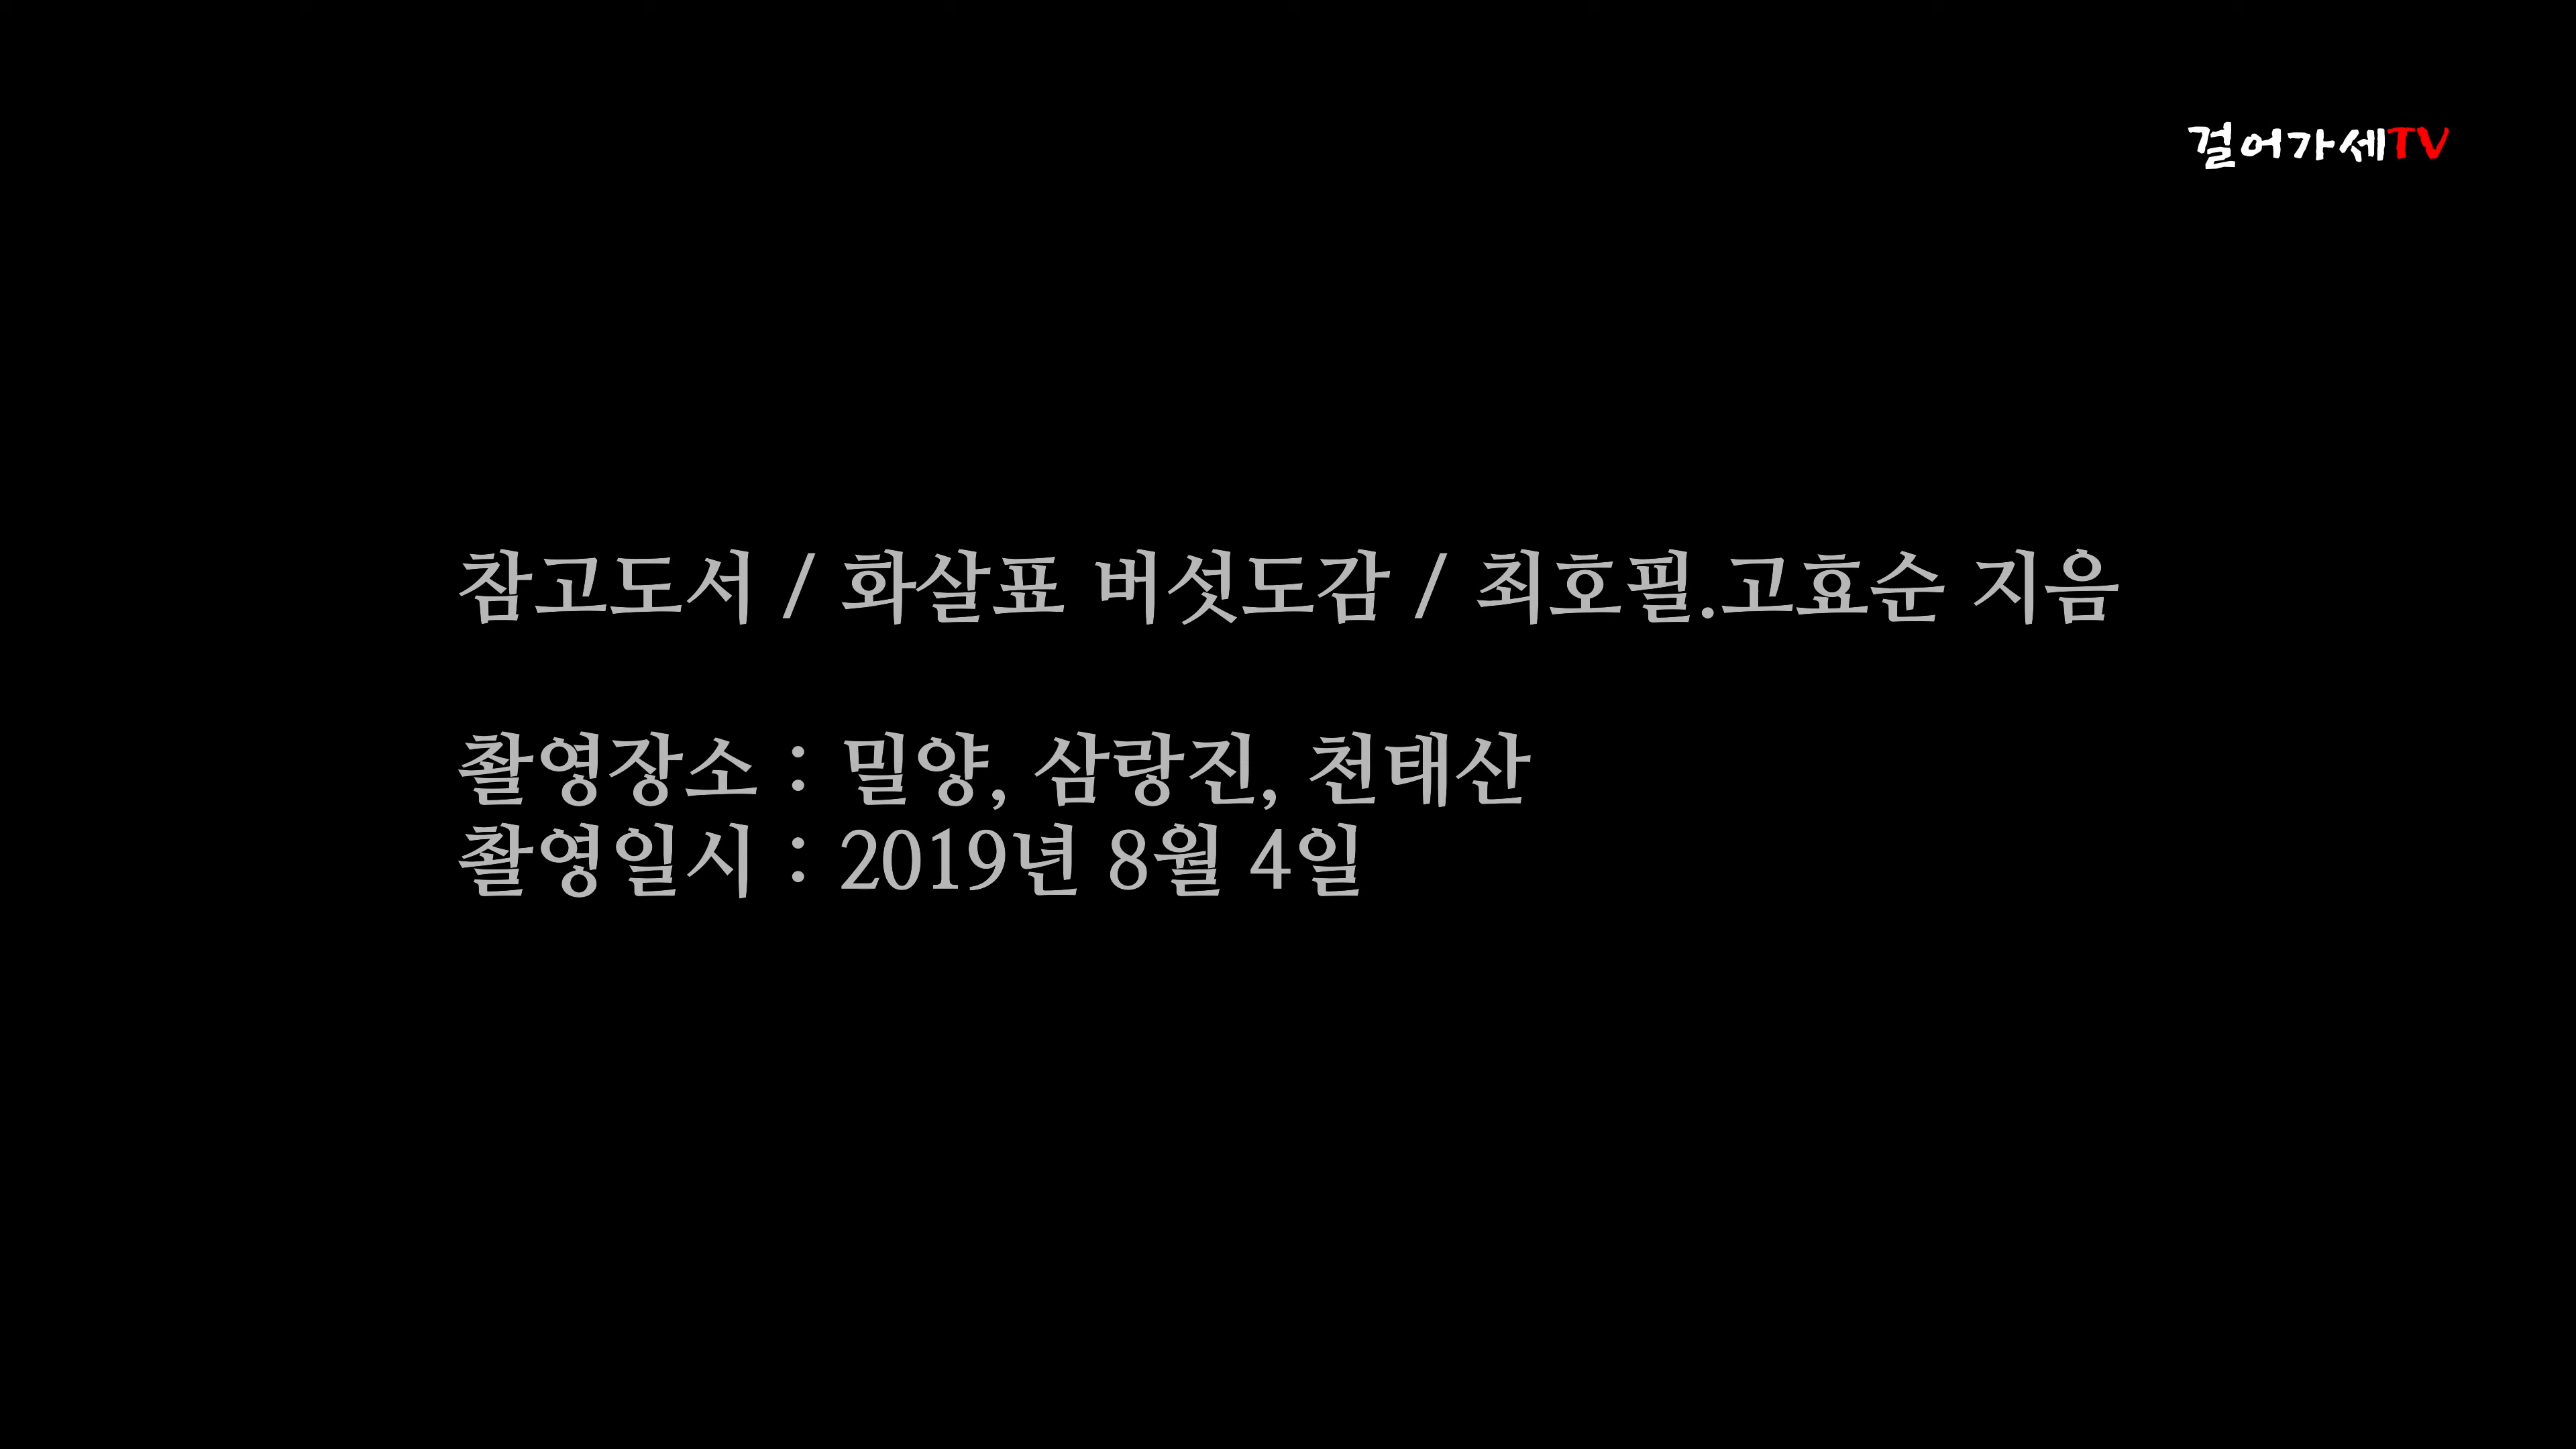 걸어가세TV
참고도서 / 화살표 버섯도감 / 최호필.고효순 지음
촬영장소 : 밀양, 삼랑진, 천태산
촬영일시 : 2019년 8월 4일